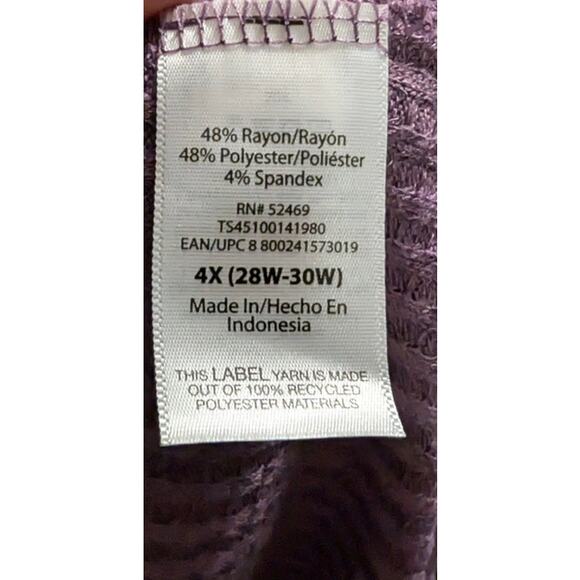 48% Rayon/Rayón
48% Polyester/Poliéster
4% Spandex
RN# 52469
TS45100141980
EAN/UPC 8 800241573019
4X (28W-30W)
Made In/Hecho En
Indonesia
THIS LABEL YARN IS MADE
OUT OF 100% RECYCLED
POLYESTER MATERIALS